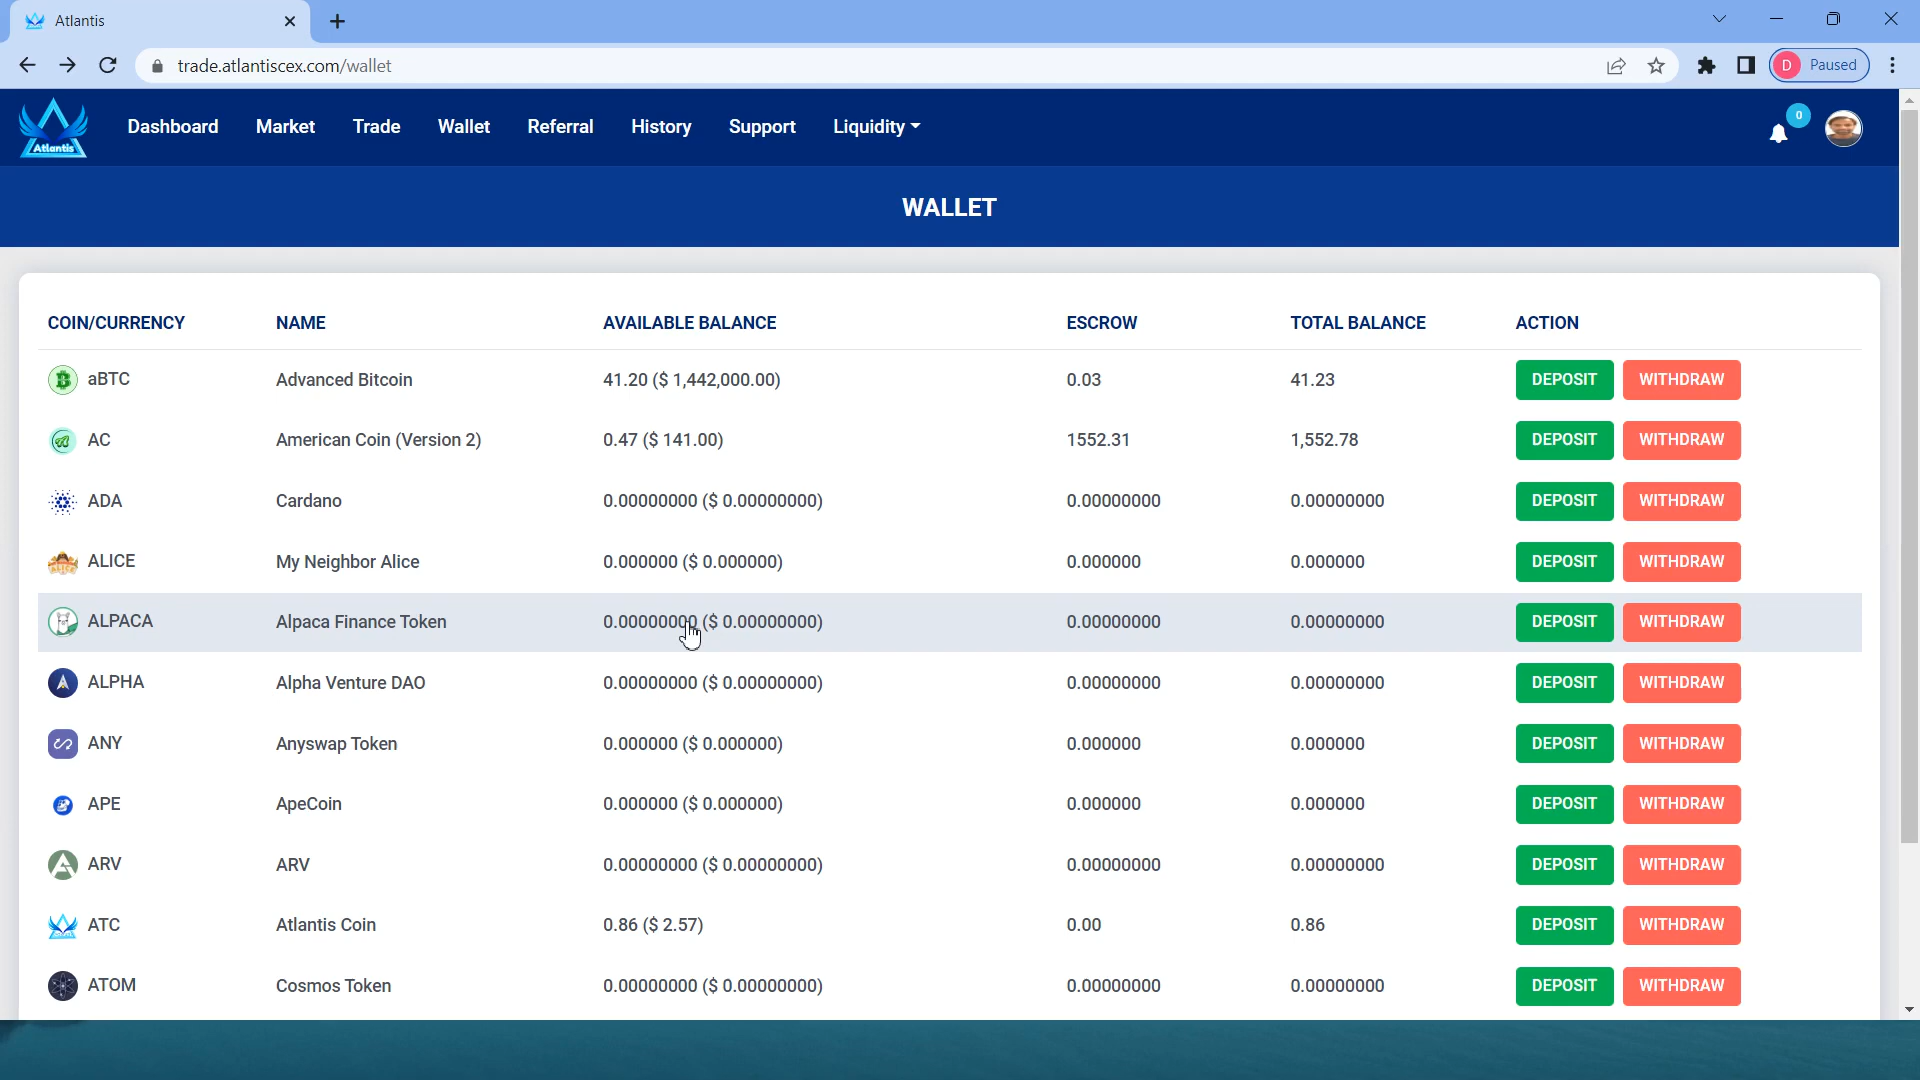 Atlantis
trade.atlantiscex.com/wallet
D Paused
Atlantis
Dashboard Market Trade Wallet Referral History Support Liquidity
0
WALLET
COIN/CURRENCY NAME AVAILABLE BALANCE ESCROW TOTAL BALANCE ACTION
aBTC Advanced Bitcoin 41.20 ($ 1,442,000.00) 0.03 41.23 DEPOSIT WITHDRAW
AC American Coin (Version 2) 0.47 ($ 141.00) 1552.31 1,552.78 DEPOSIT WITHDRAW
ADA Cardano 0.00000000 ($ 0.00000000) 0.00000000 0.00000000 DEPOSIT WITHDRAW
ALICE My Neighbor Alice 0.000000 ($ 0.000000) 0.000000 0.000000 DEPOSIT WITHDRAW
ALPACA Alpaca Finance Token 0.00000000 ($ 0.00000000) 0.00000000 0.00000000 DEPOSIT WITHDRAW
ALPHA Alpha Venture DAO 0.00000000 ($ 0.00000000) 0.00000000 0.00000000 DEPOSIT WITHDRAW
ANY Anyswap Token 0.000000 ($ 0.000000) 0.000000 0.000000 DEPOSIT WITHDRAW
APE ApeCoin 0.000000 ($ 0.000000) 0.000000 0.000000 DEPOSIT WITHDRAW
ARV ARV 0.00000000 ($ 0.00000000) 0.00000000 0.00000000 DEPOSIT WITHDRAW
ATC Atlantis Coin 0.86 ($ 2.57) 0.00 0.86 DEPOSIT WITHDRAW
ATOM Cosmos Token 0.00000000 ($ 0.00000000) 0.00000000 0.00000000 DEPOSIT WITHDRAW